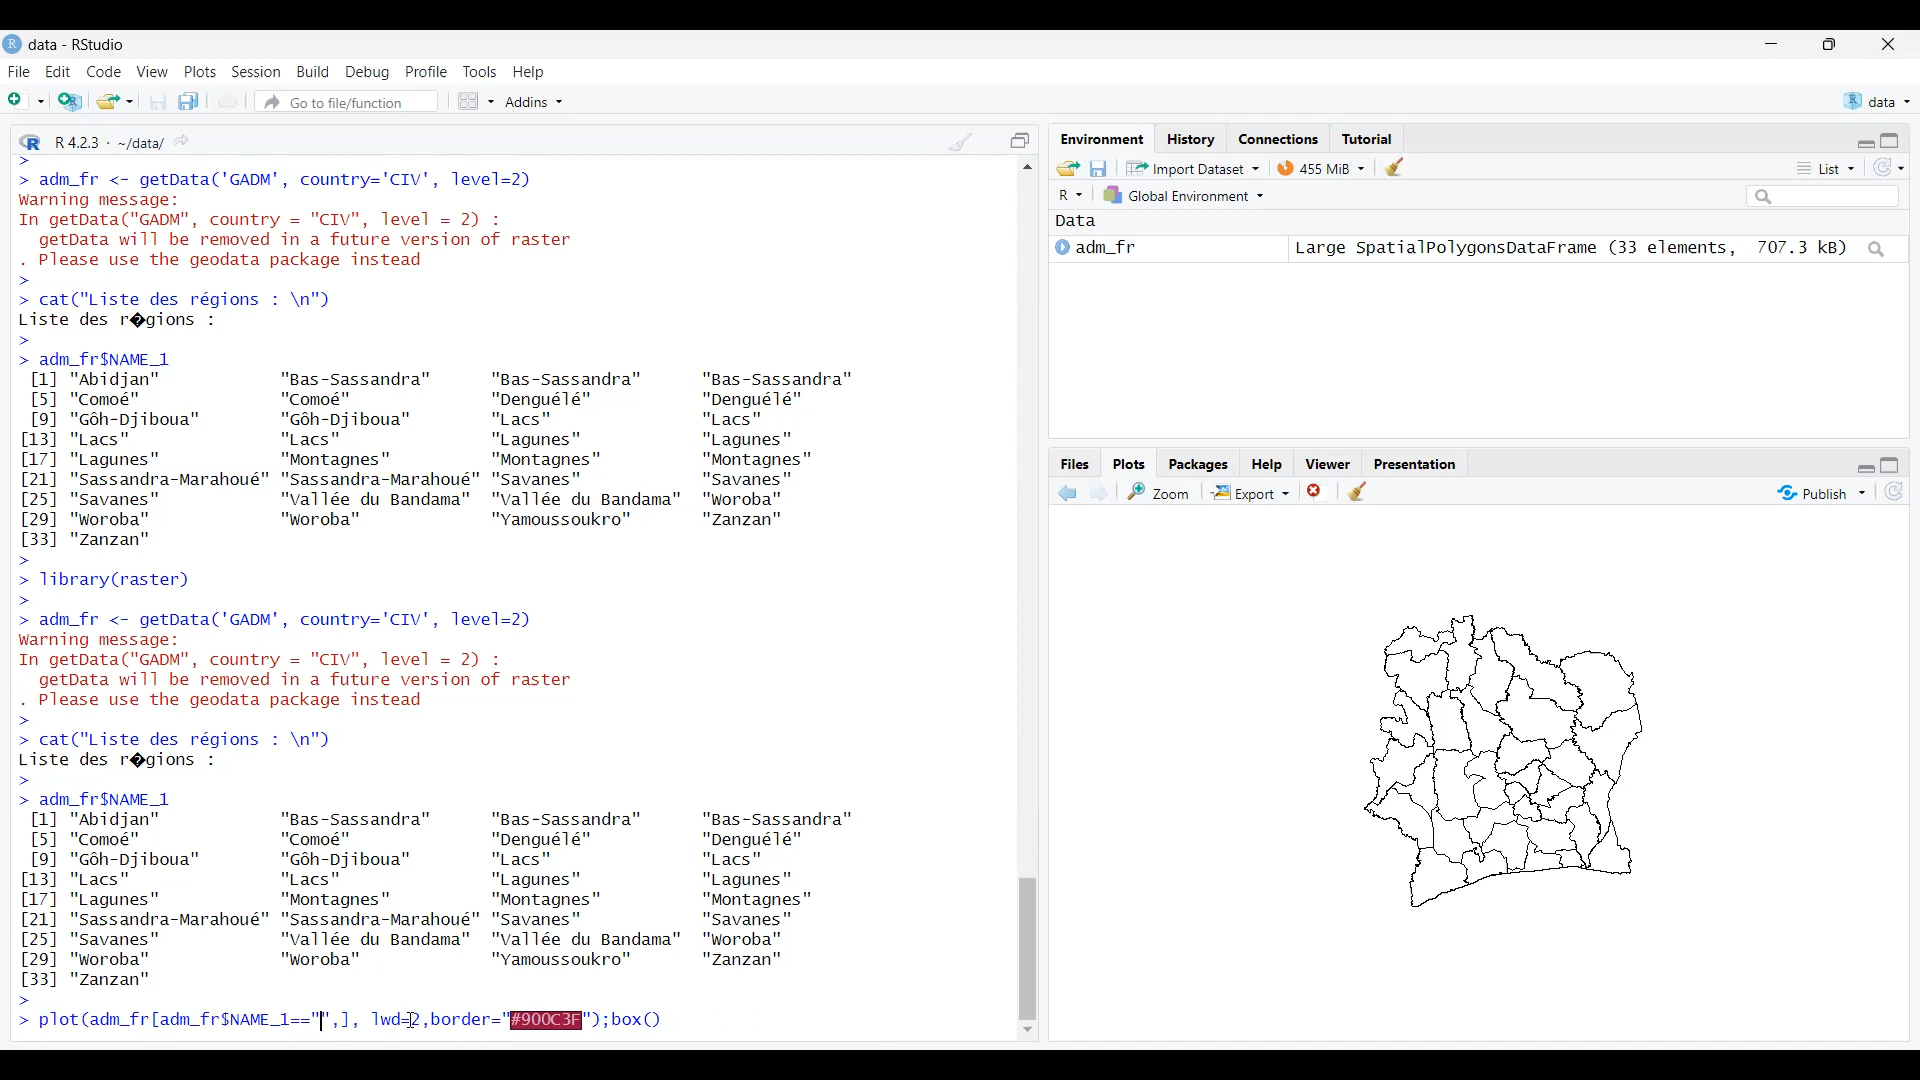 data - RStudio
File Edit Code View Plots Session Build Debug Profile Tools Help
Go to file/function Addins data
R 4.2.3 · ~/data/
>
> adm_fr <- getData('GADM', country='CIV', level=2)
Warning message:
In getData("GADM", country = "CIV", level = 2) :
getData will be removed in a future version of raster
. Please use the geodata package instead
>
> cat("Liste des régions : \n")
Liste des r�gions :
>
> adm_fr$NAME_1
[1] "Abidjan" "Bas-Sassandra" "Bas-Sassandra" "Bas-Sassandra"
[5] "Comoé" "Comoé" "Denguélé" "Denguélé"
[9] "Gôh-Djiboua" "Gôh-Djiboua" "Lacs" "Lacs"
[13] "Lacs" "Lacs" "Lagunes" "Lagunes"
[17] "Lagunes" "Montagnes" "Montagnes" "Montagnes"
[21] "Sassandra-Marahoué" "Sassandra-Marahoué" "Savanes" "Savanes"
[25] "Savanes" "Vallée du Bandama" "Vallée du Bandama" "Woroba"
[29] "Woroba" "Woroba" "Yamoussoukro" "Zanzan"
[33] "Zanzan"
>
> library(raster)
>
> adm_fr <- getData('GADM', country='CIV', level=2)
Warning message:
In getData("GADM", country = "CIV", level = 2) :
getData will be removed in a future version of raster
. Please use the geodata package instead
>
> cat("Liste des régions : \n")
Liste des r�gions :
>
> adm_fr$NAME_1
[1] "Abidjan" "Bas-Sassandra" "Bas-Sassandra" "Bas-Sassandra"
[5] "Comoé" "Comoé" "Denguélé" "Denguélé"
[9] "Gôh-Djiboua" "Gôh-Djiboua" "Lacs" "Lacs"
[13] "Lacs" "Lacs" "Lagunes" "Lagunes"
[17] "Lagunes" "Montagnes" "Montagnes" "Montagnes"
[21] "Sassandra-Marahoué" "Sassandra-Marahoué" "Savanes" "Savanes"
[25] "Savanes" "Vallée du Bandama" "Vallée du Bandama" "Woroba"
[29] "Woroba" "Woroba" "Yamoussoukro" "Zanzan"
[33] "Zanzan"
>
> plot(adm_fr[adm_fr$NAME_1=="",], lwd=2,border="#900C3F");box()
Environment History Connections Tutorial
Import Dataset 455 MiB List
R Global Environment
Data
adm_fr Large SpatialPolygonsDataFrame (33 elements, 707.3 kB)
Files Plots Packages Help Viewer Presentation
Zoom Export Publish